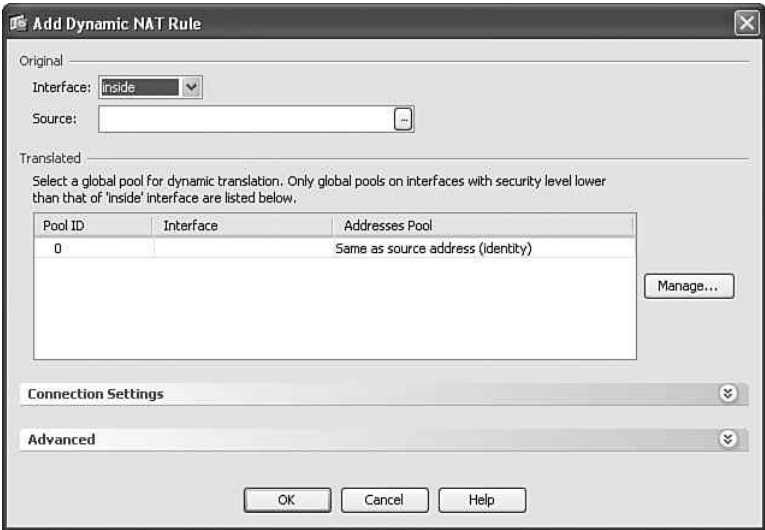 Add Dynamic NAT Rule
Original
Interface: inside
Source: ...
Translated
Select a global pool for dynamic translation. Only global pools on interfaces with security level lower
than that of 'inside' interface are listed below.
Pool ID Interface Addresses Pool
0 Same as source address (identity)
Manage...
Connection Settings
Advanced
OK Cancel Help